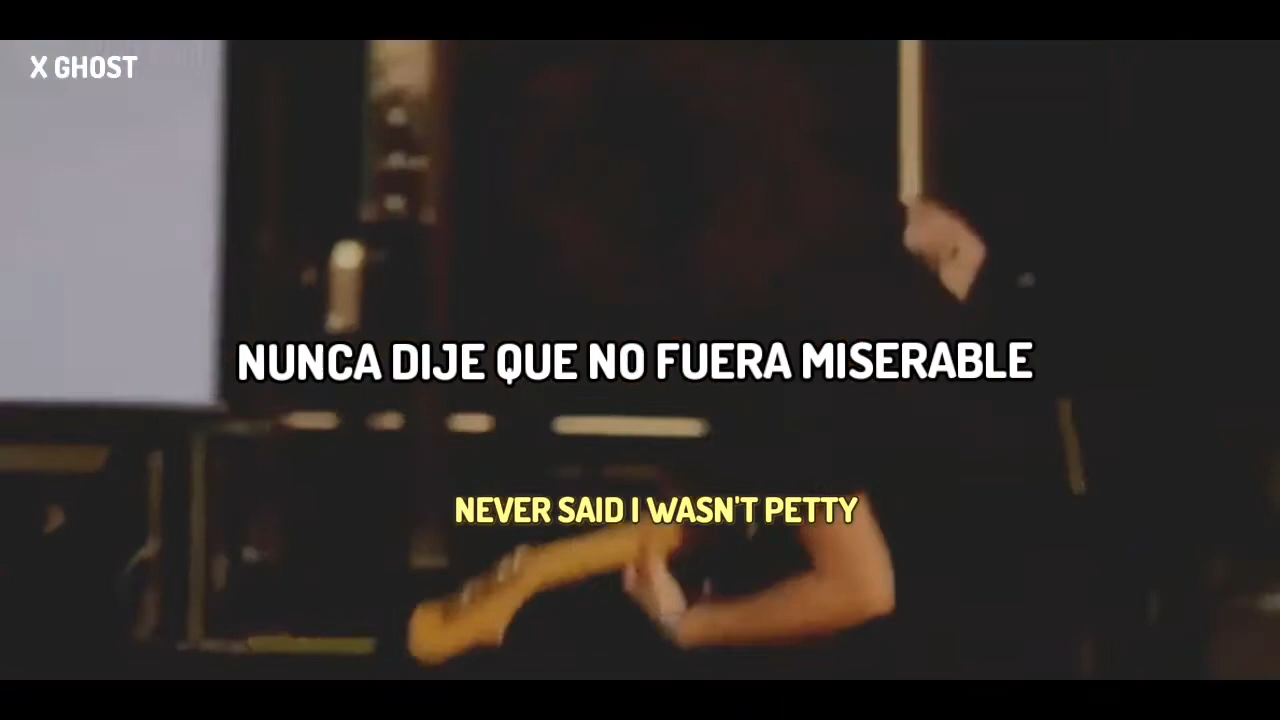 X GHOST
NUNCA DIJE QUE NO FUERA MISERABLE
NEVER SAID I WASN'T PETTY